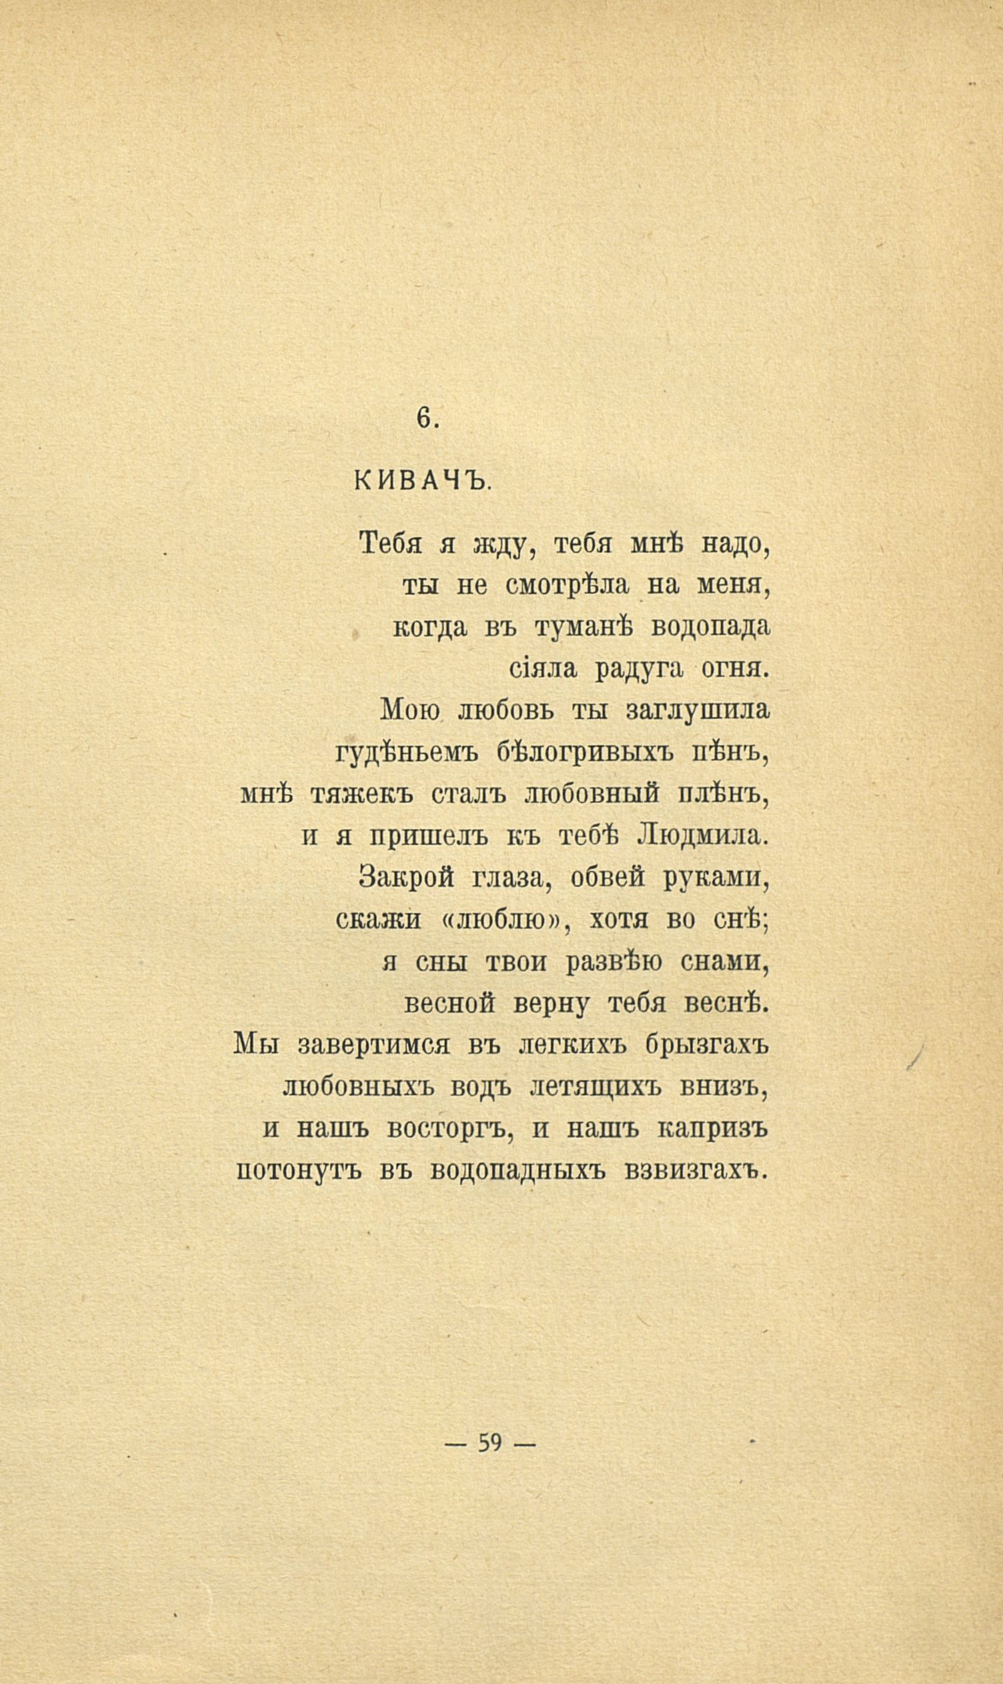 6.
КИВАЧЪ.
Тебя я жду, тебя мнѣ надо,
ты не смотрѣла на меня,
когда въ туманѣ водопада
сіяла радуга огня.
Мою любовь ты заглушила
гудѣньемъ бѣлогривыхъ пѣнъ,
мнѣ тяжекъ сталъ любовный плѣнъ,
и я пришелъ къ тебѣ Людмила.
Закрой глаза, обвей руками,
скажи «люблю», хотя во снѣ;
я сны твои развѣю снами,
весной верну тебя веснѣ.
Мы завертимся въ легкихъ брызгахъ
любовныхъ водъ летящихъ внизъ,
и нашъ восторгъ, и нашъ капризъ
потонутъ въ водопадныхъ взвизгахъ.
— 59 —